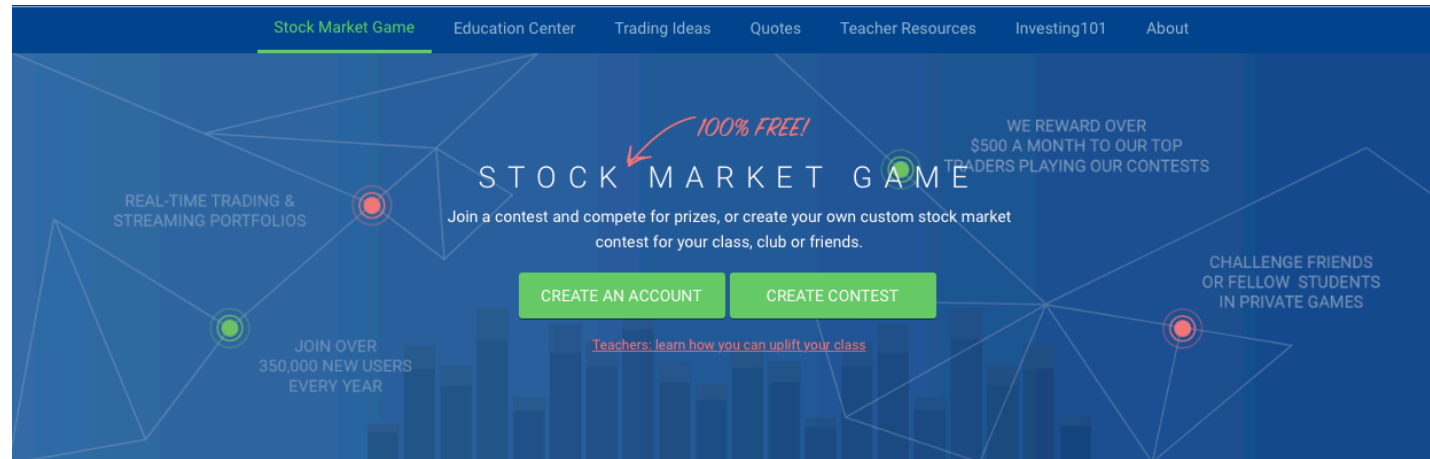 Stock Market Game
Education Center
Trading Ideas
Quotes
Teacher Resources
Investing101
About
100% FREE!
STOCK MARKET GAME
Join a contest and compete for prizes, or create your own custom stock market
contest for your class, club or friends.
CREATE AN ACCOUNT
CREATE CONTEST
Teachers: learn how you can uplift your class
REAL-TIME TRADING &
STREAMING PORTFOLIOS
JOIN OVER
350,000 NEW USERS
EVERY YEAR
WE REWARD OVER
$500 A MONTH TO OUR TOP
TRADERS PLAYING OUR CONTESTS
CHALLENGE FRIENDS
OR FELLOW STUDENTS
IN PRIVATE GAMES